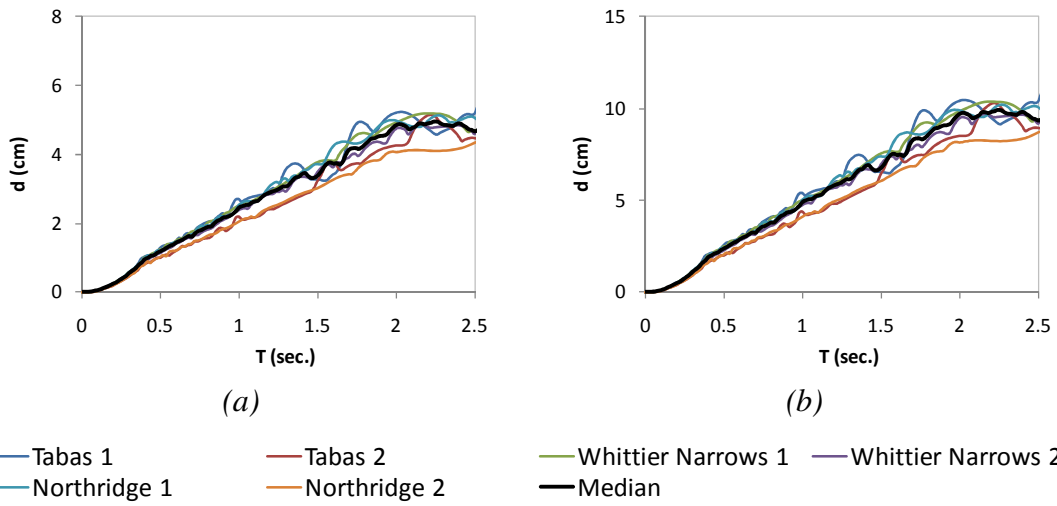 8
6
4
2
0
d (cm)
0 0.5 1 1.5 2 2.5
T (sec.)
(a)
15
10
5
0
d (cm)
0 0.5 1 1.5 2 2.5
T (sec.)
(b)
Tabas 1 Tabas 2 Whittier Narrows 1 Whittier Narrows 2
Northridge 1 Northridge 2 Median